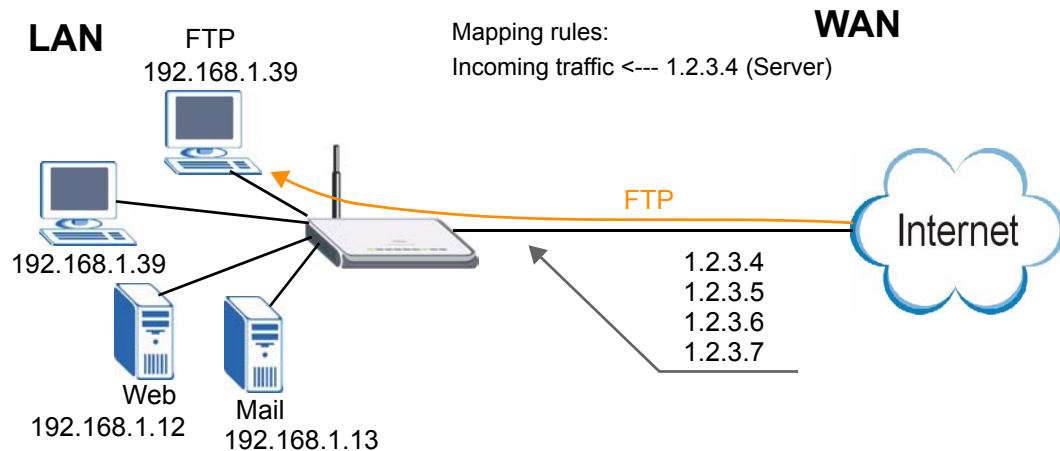 LAN
FTP
192.168.1.39
Mapping rules:
Incoming traffic <--- 1.2.3.4 (Server)
WAN
FTP
Internet
192.168.1.39
1.2.3.4
1.2.3.5
1.2.3.6
1.2.3.7
Web
192.168.1.12
Mail
192.168.1.13